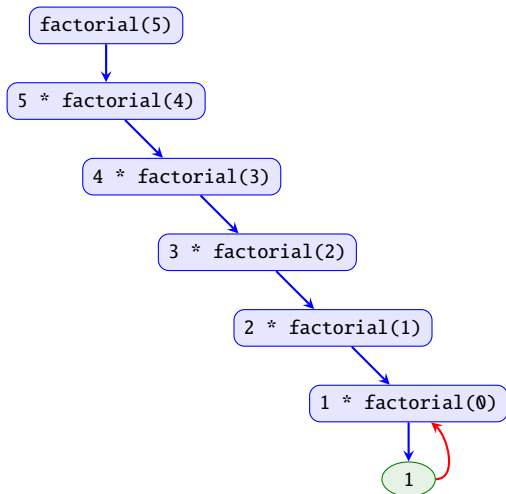 factorial(5)
5 * factorial(4)
4 * factorial(3)
3 * factorial(2)
2 * factorial(1)
1 * factorial(0)
1